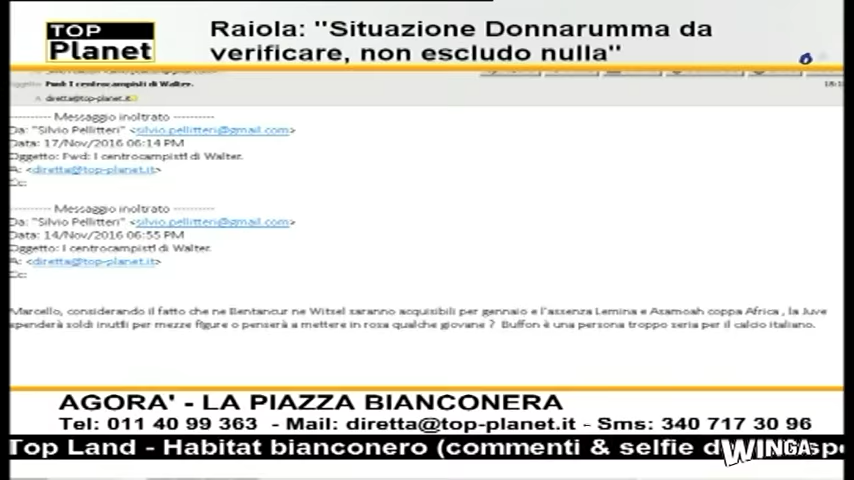 TOP
Planet
Raiola: "Situazione Donnarumma da
verificare, non escludo nulla"
Fwd: I centrocampisti di Walter.
A diretta@top-planet.it
---------- Messaggio inoltrato ----------
Da: "Silvio Pellitteri" <silvio.pellitteri@gmail.com>
Data: 17/Nov/2016 06:14 PM
Oggetto: Fwd: I centrocampisti di Walter.
A: <diretta@top-planet.it>
Cc:
---------- Messaggio inoltrato ----------
Da: "Silvio Pellitteri" <silvio.pellitteri@gmail.com>
Data: 14/Nov/2016 06:55 PM
Oggetto: I centrocampisti di Walter.
A: <diretta@top-planet.it>
Cc:
Marcello, considerando il fatto che ne Bentancur ne Witsel saranno acquisibili per gennaio e l'assenza Lemina e Asamoah coppa Africa , la Juve
spenderà soldi inutili per mezze figure o penserà a mettere in rosa qualche giovane ? Buffon è una persona troppo seria per il calcio italiano.
AGORA' - LA PIAZZA BIANCONERA
Tel: 011 40 99 363 - Mail: diretta@top-planet.it - Sms: 340 717 30 96
Top Land - Habitat bianconero (commenti & selfie
WINGA